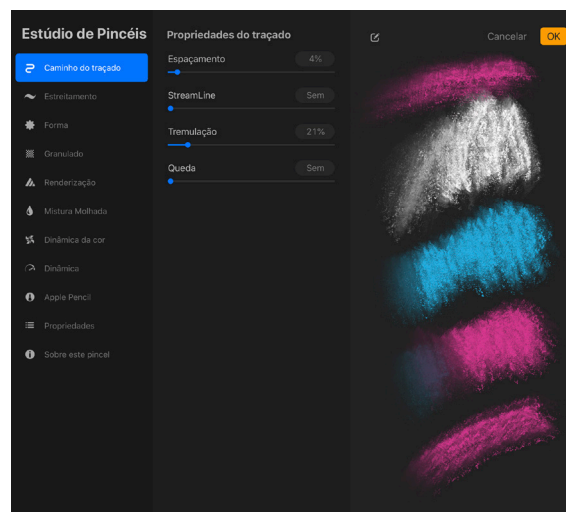 Estúdio de Pincéis
Caminho do traçado
Estreitamento
Forma
Granulado
Renderização
Mistura Molhada
Dinâmica da cor
Dinâmica
Apple Pencil
Propriedades
Sobre este pincel
Propriedades do traçado
Espaçamento 4%
StreamLine Sem
Tremulação 21%
Queda Sem
Cancelar OK